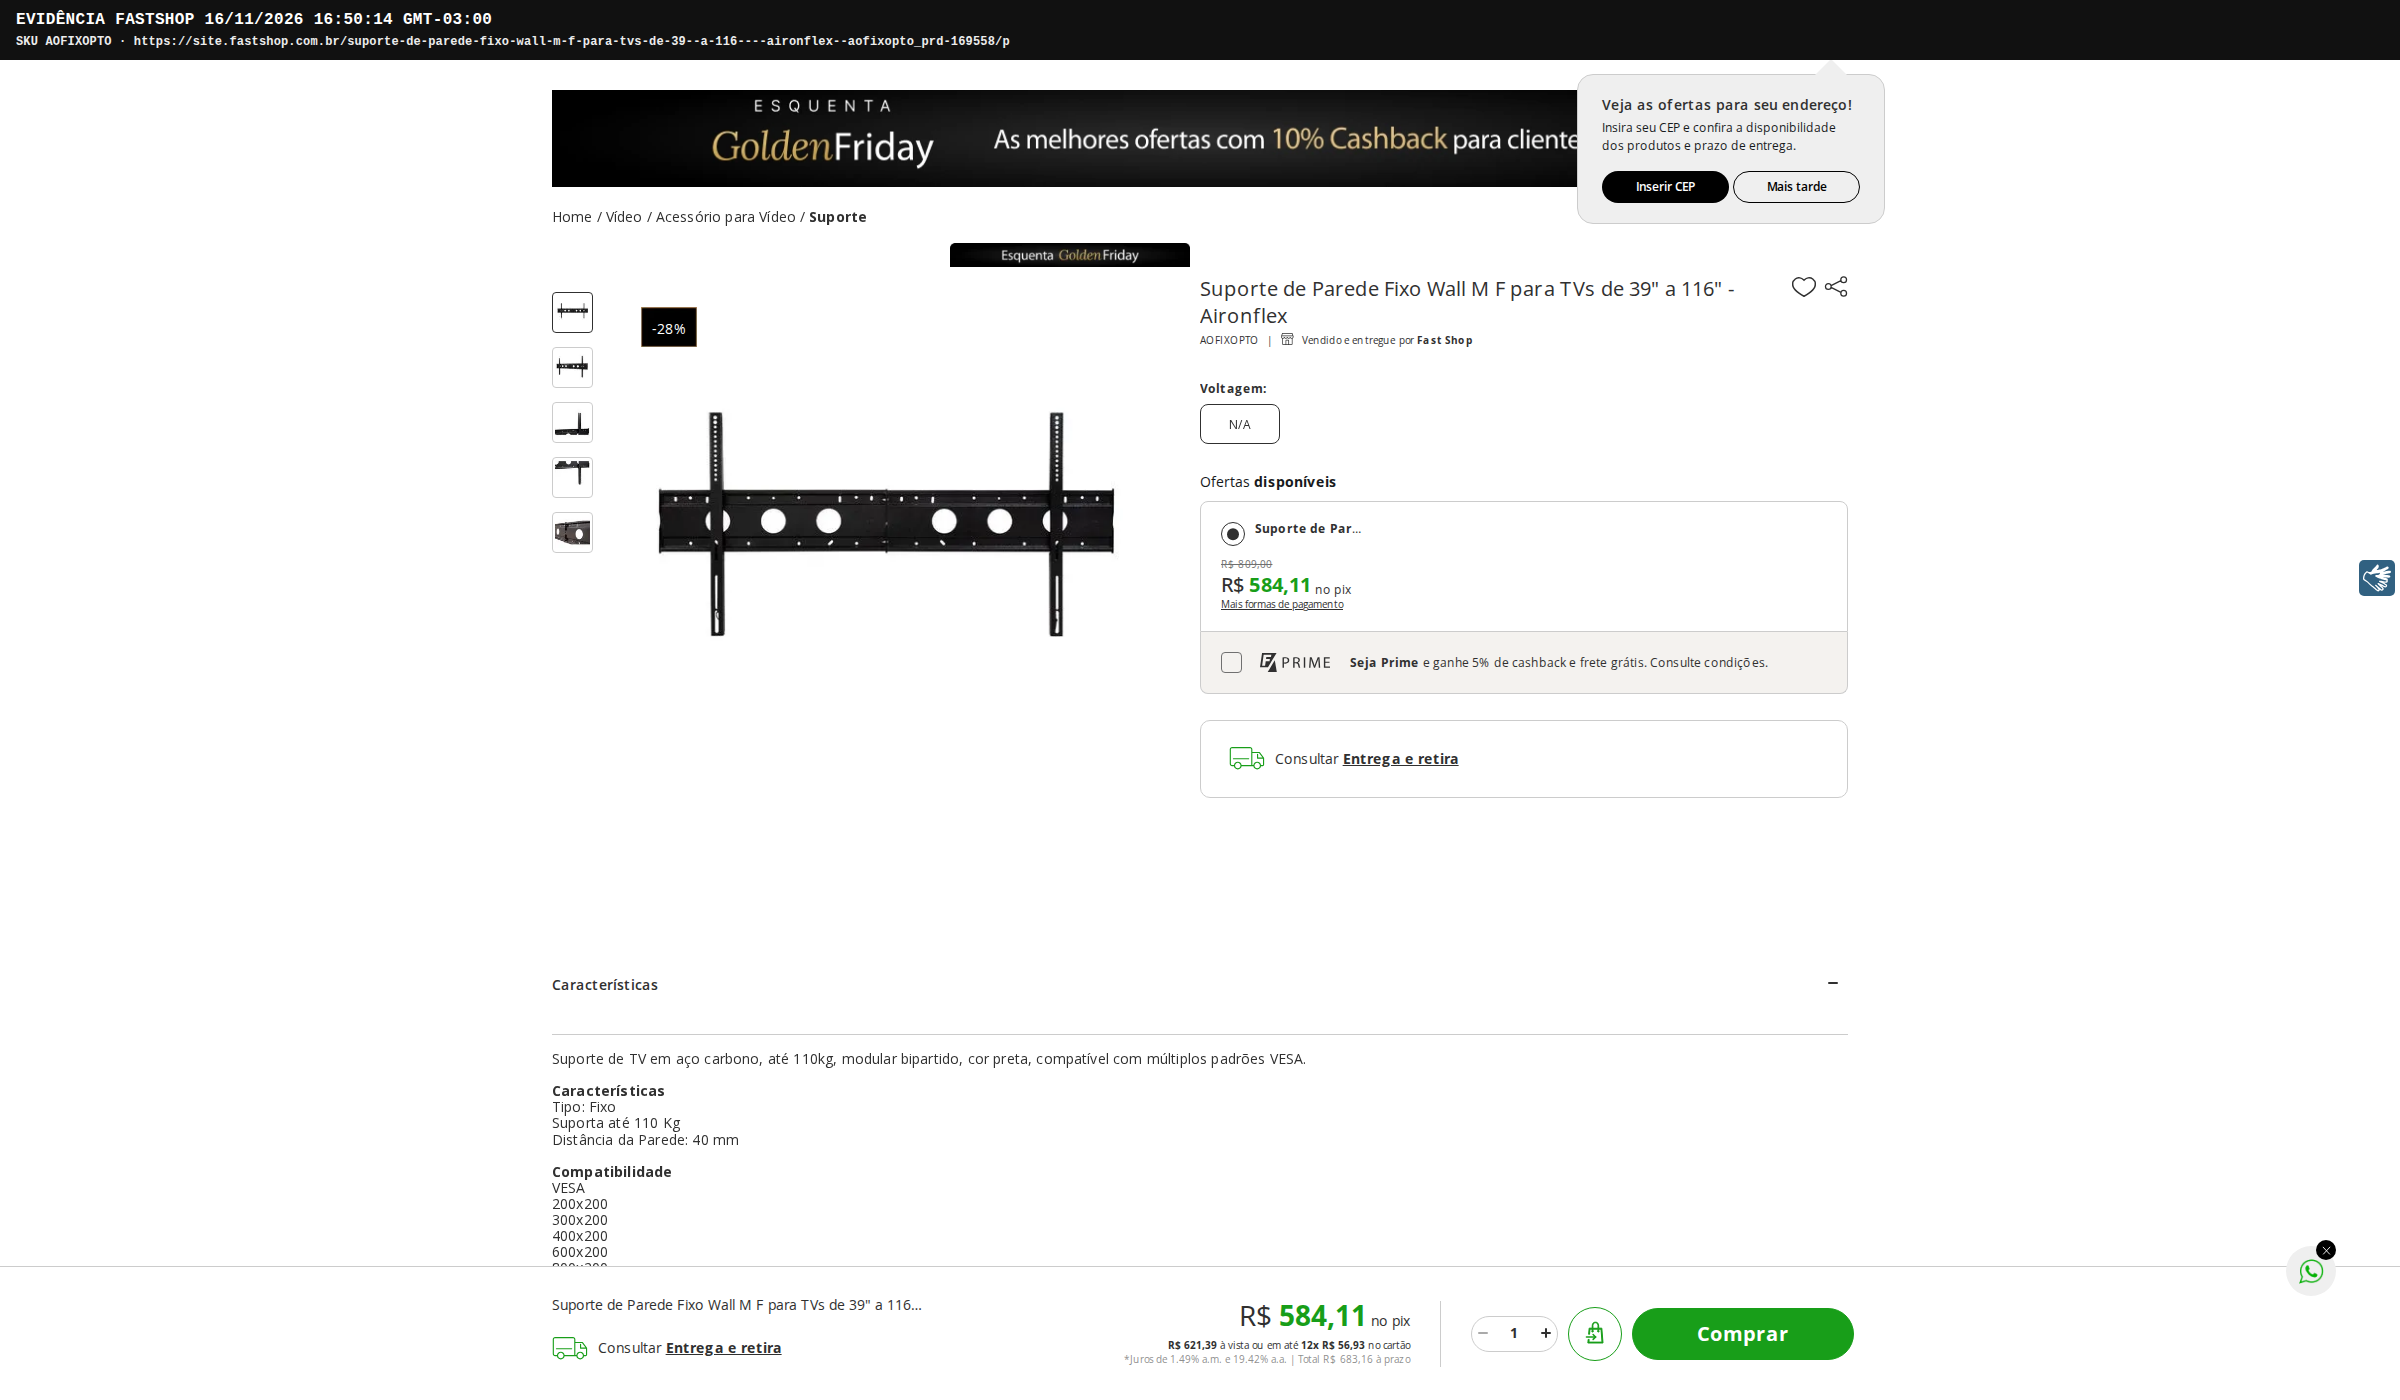 EVIDÊNCIA FASTSHOP 16/11/2026 16:50:14 GMT-03:00
SKU AOFIXOPTO · https://site.fastshop.com.br/suporte-de-parede-fixo-wall-m-f-para-tvs-de-39--a-116----aironflex--aofixopto_prd-169558/p
ESQUENTA
GoldenFriday
As melhores ofertas com 10% Cashback para cliente
Veja as ofertas para seu endereço!
Insira seu CEP e confira a disponibilidade
dos produtos e prazo de entrega.
Inserir CEP
Mais tarde
Home / Vídeo / Acessório para Vídeo / Suporte
Esquenta GoldenFriday
-28%
Suporte de Parede Fixo Wall M F para TVs de 39" a 116" -
Aironflex
AOFIXOPTO | Vendido e entregue por Fast Shop
Voltagem:
N/A
Ofertas disponíveis
Suporte de Par...
R$ 809,00
R$ 584,11 no pix
Mais formas de pagamento
PRIME Seja Prime e ganhe 5% de cashback e frete grátis. Consulte condições.
Consultar Entrega e retira
Características
Suporte de TV em aço carbono, até 110kg, modular bipartido, cor preta, compatível com múltiplos padrões VESA.
Características
Tipo: Fixo
Suporta até 110 Kg
Distância da Parede: 40 mm
Compatibilidade
VESA
200x200
300x200
400x200
600x200
Suporte de Parede Fixo Wall M F para TVs de 39" a 116...
Consultar Entrega e retira
R$ 584,11 no pix
R$ 621,39 à vista ou em até 12x R$ 56,93 no cartão
*Juros de 1.49% a.m. e 19.42% a.a. | Total R$ 683,16 à prazo
1
Comprar